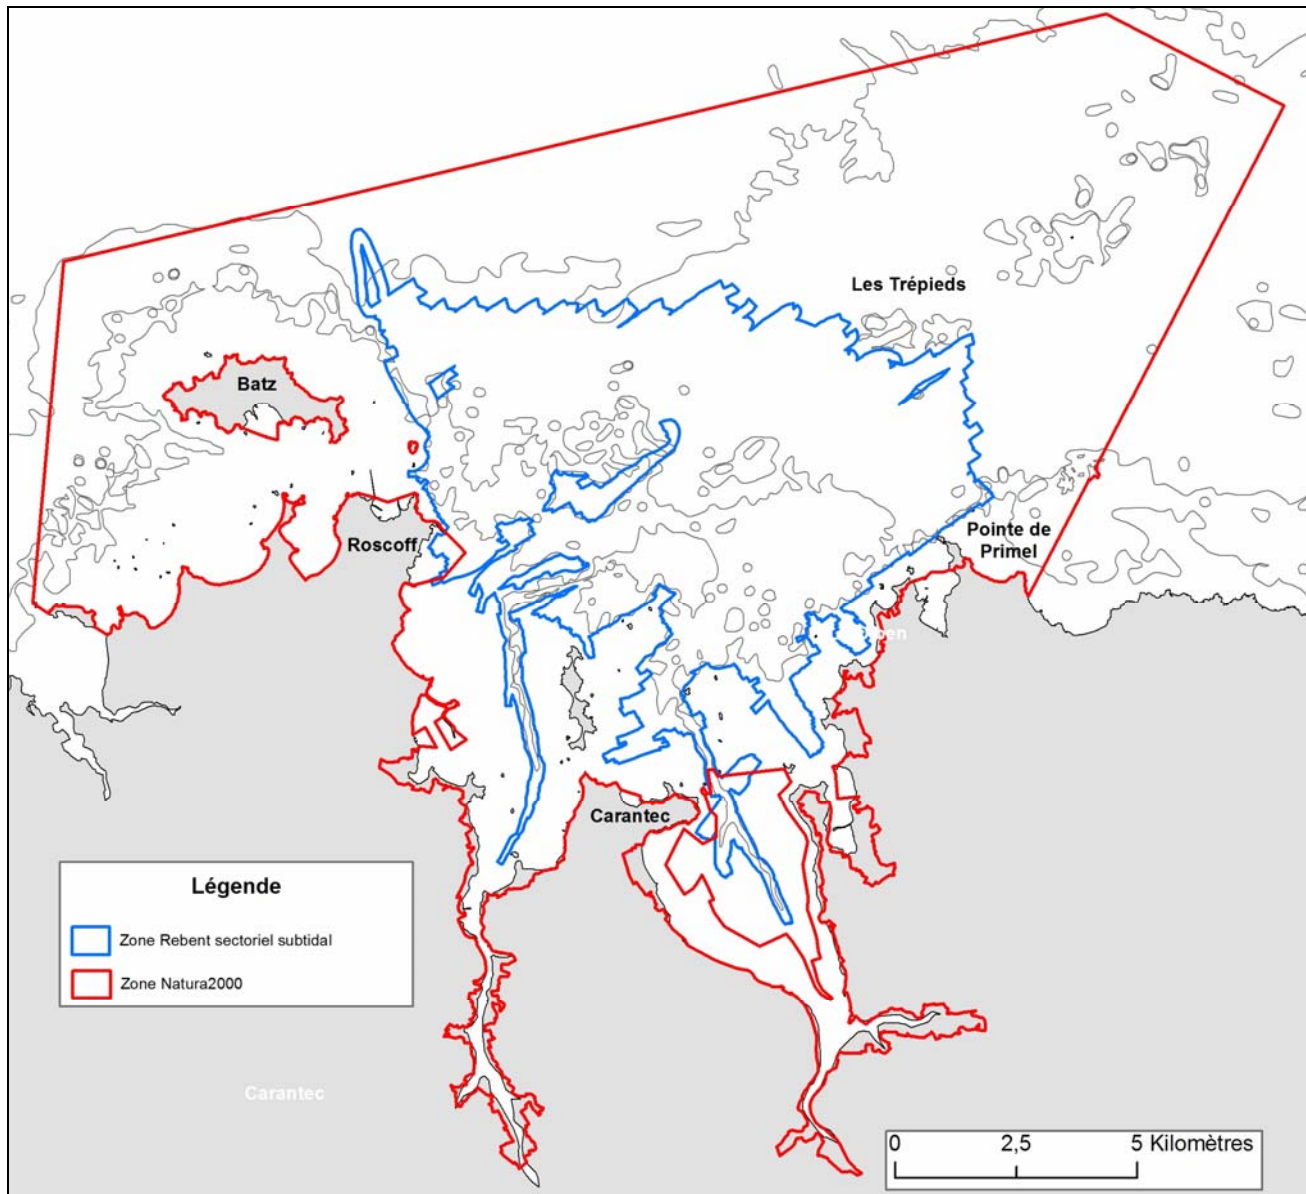 Les Trépieds
Batz
Roscoff
Pointe de
Primel
Carantec
Légende
Zone Rebent sectoriel subtidal
Zone Natura2000
Carantec
0 2,5 5 Kilomètres